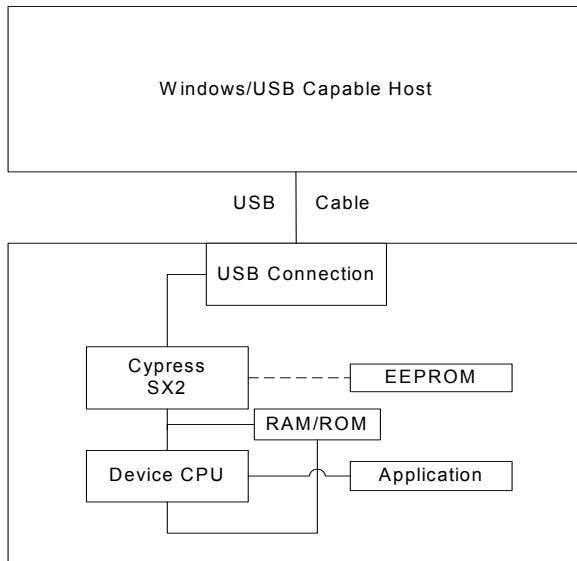 Windows/USB Capable Host
USB Cable
USB Connection
Cypress
SX2
EEPROM
RAM/ROM
Device CPU
Application